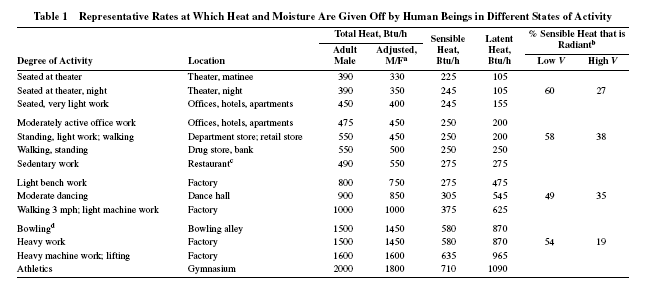 Table 1 Representative Rates at Which Heat and Moisture Are Given Off by Human Beings in Different States of Activity
Total Heat, Btu/h Sensible Heat, Btu/h Latent Heat, Btu/h % Sensible Heat that is Radiantb
Degree of Activity Location Adult Male Adjusted, M/Fa Low V High V
Seated at theater Theater, matinee 390 330 225 105
Seated at theater, night Theater, night 390 350 245 105 60 27
Seated, very light work Offices, hotels, apartments 450 400 245 155
Moderately active office work Offices, hotels, apartments 475 450 250 200
Standing, light work; walking Department store; retail store 550 450 250 200 58 38
Walking, standing Drug store, bank 550 500 250 250
Sedentary work Restaurantc 490 550 275 275
Light bench work Factory 800 750 275 475
Moderate dancing Dance hall 900 850 305 545 49 35
Walking 3 mph; light machine work Factory 1000 1000 375 625
Bowlingd Bowling alley 1500 1450 580 870
Heavy work Factory 1500 1450 580 870 54 19
Heavy machine work; lifting Factory 1600 1600 635 965
Athletics Gymnasium 2000 1800 710 1090